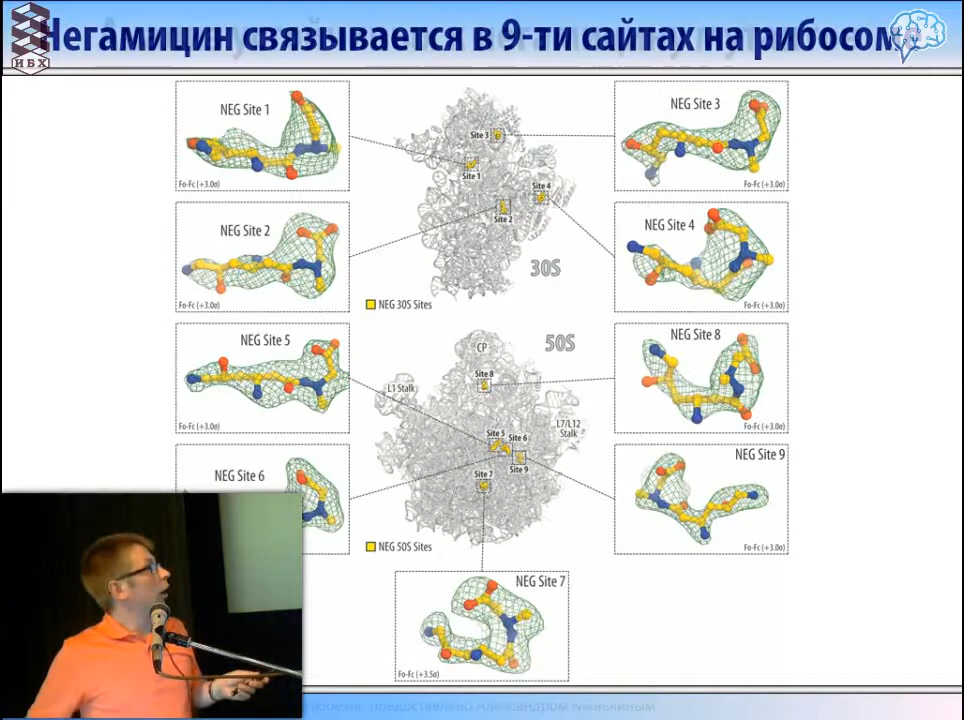 Негамицин связывается в 9-ти сайтах на рибосом
ИБХ
NEG Site 1
Fo-Fc (+3.0σ)
NEG Site 2
Fo-Fc (+3.0σ)
Site 3
Site 1
Site 4
Site 2
30S
NEG 30S Sites
NEG Site 3
Fo-Fc (+3.0σ)
NEG Site 4
Fo-Fc (+3.0σ)
NEG Site 5
Fo-Fc (+3.0σ)
NEG Site 6
50S
CP
Site 8
L1 Stalk
L7/L12
Stalk
Site 5
Site 6
Site 9
Site 7
NEG 50S Sites
NEG Site 8
Fo-Fc (+3.0σ)
NEG Site 9
Fo-Fc (+3.0σ)
NEG Site 7
Fo-Fc (+3.5σ)